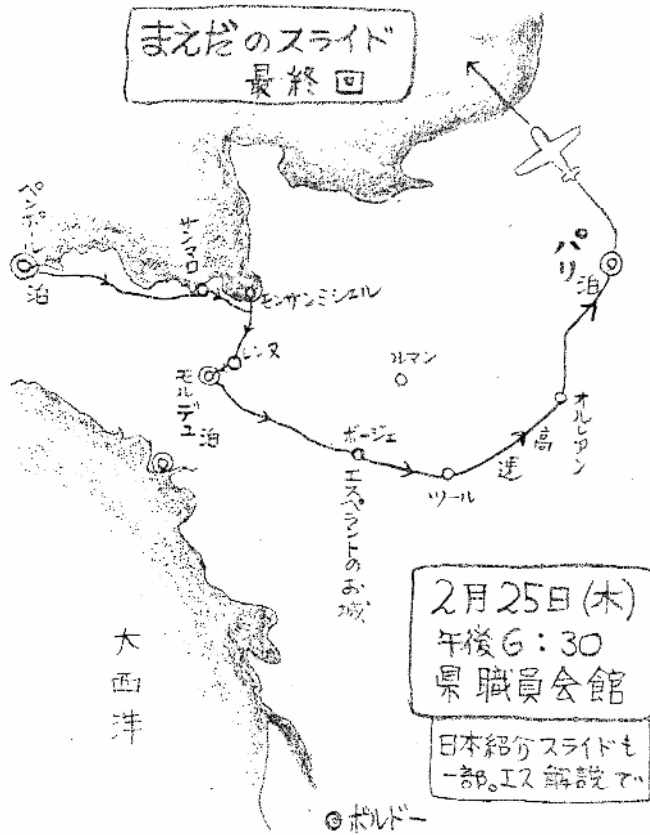 まえだのスライド
最終回
ペンポール
泊
サンマロ
モンサンミシェル
レンヌ
モルデュ
泊
ルマン
パリ
泊
オルレアン
高速
ツール
ボージェ
エスペラントのお城
大西洋
ボルドー
2月25日(水)
午後6:30
県職員会館
日本紹介スライドも
一部。エス解説で